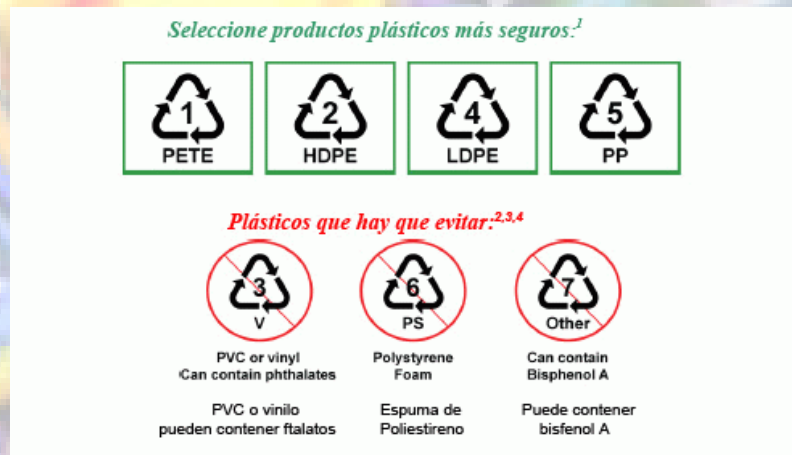 Seleccione productos plásticos más seguros:1
1 2 4 5
PETE HDPE LDPE PP
Plásticos que hay que evitar:2,3,4
3 6 7
V PS Other
PVC or vinyl Polystyrene Can contain
Can contain phthalates Foam Bisphenol A
PVC o vinilo Espuma de Puede contener
pueden contener ftalatos Poliestireno bisfenol A